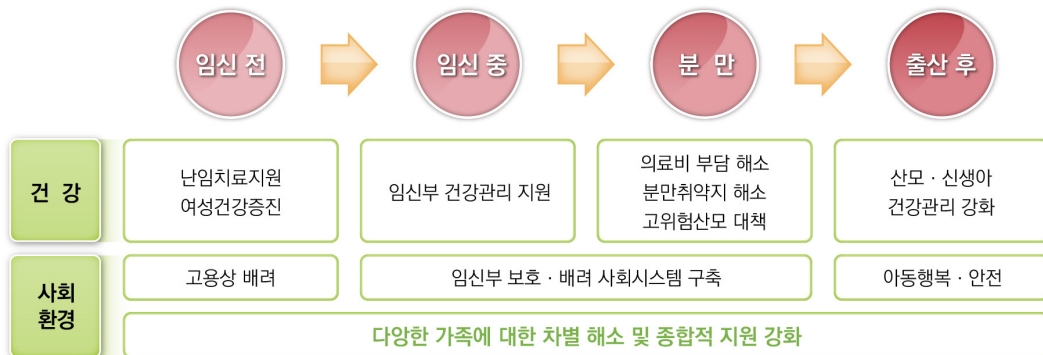 임신 전
임신 중
분 만
출산 후
건 강
난임치료지원
여성건강증진
임신부 건강관리 지원
의료비 부담 해소
분만취약지 해소
고위험산모 대책
산모 · 신생아
건강관리 강화
사회
환경
고용상 배려
임신부 보호 · 배려 사회시스템 구축
아동행복 · 안전
다양한 가족에 대한 차별 해소 및 종합적 지원 강화